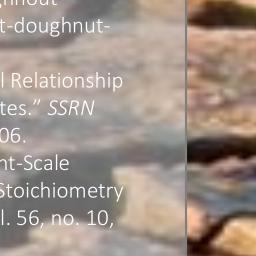 t-doughnut-
l Relationship
tes.” SSRN
06.
nt-Scale
Stoichiometry
l. 56, no. 10,